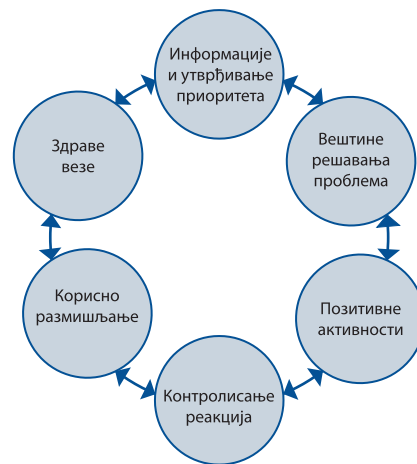 Информације
и утврђивање
приоритета
Вештине
решавања
проблема
Позитивне
активности
Контролисање
реакција
Корисно
размишљање
Здраве
везе